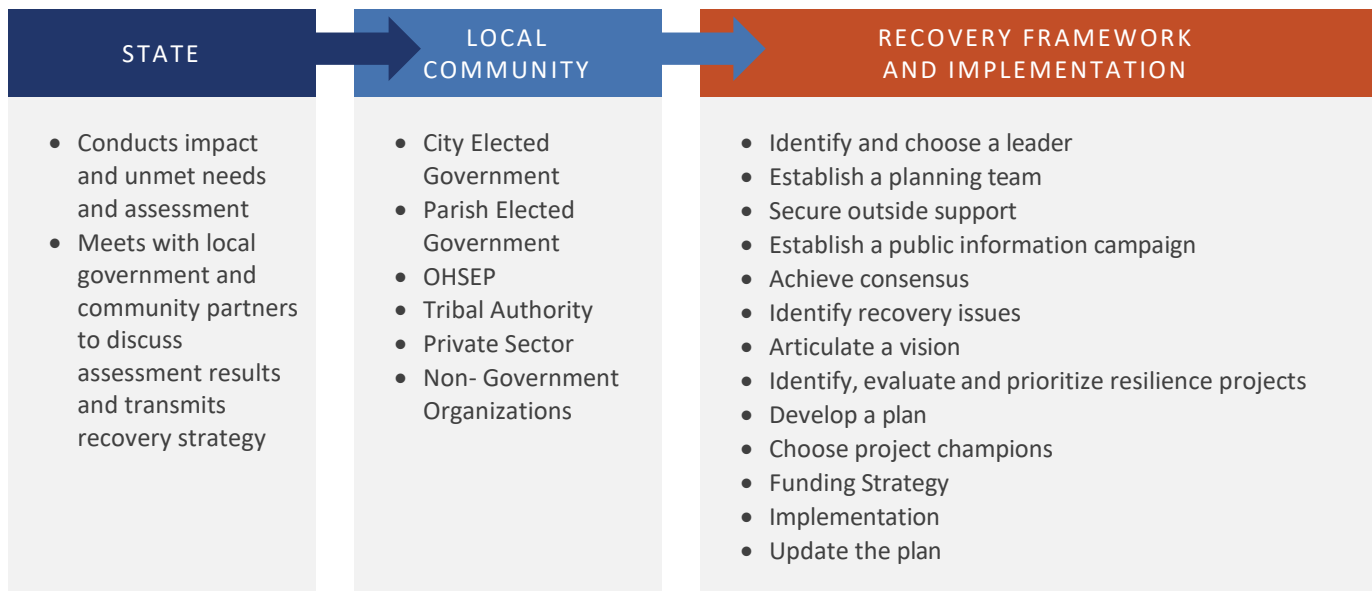 STATE
• Conducts impact
and unmet needs
and assessment
• Meets with local
government and
community partners
to discuss
assessment results
and transmits
recovery strategy
LOCAL
COMMUNITY
• City Elected
Government
• Parish Elected
Government
• OHSEP
• Tribal Authority
• Private Sector
• Non- Government
Organizations
RECOVERY FRAMEWORK
AND IMPLEMENTATION
• Identify and choose a leader
• Establish a planning team
• Secure outside support
• Establish a public information campaign
• Achieve consensus
• Identify recovery issues
• Articulate a vision
• Identify, evaluate and prioritize resilience projects
• Develop a plan
• Choose project champions
• Funding Strategy
• Implementation
• Update the plan